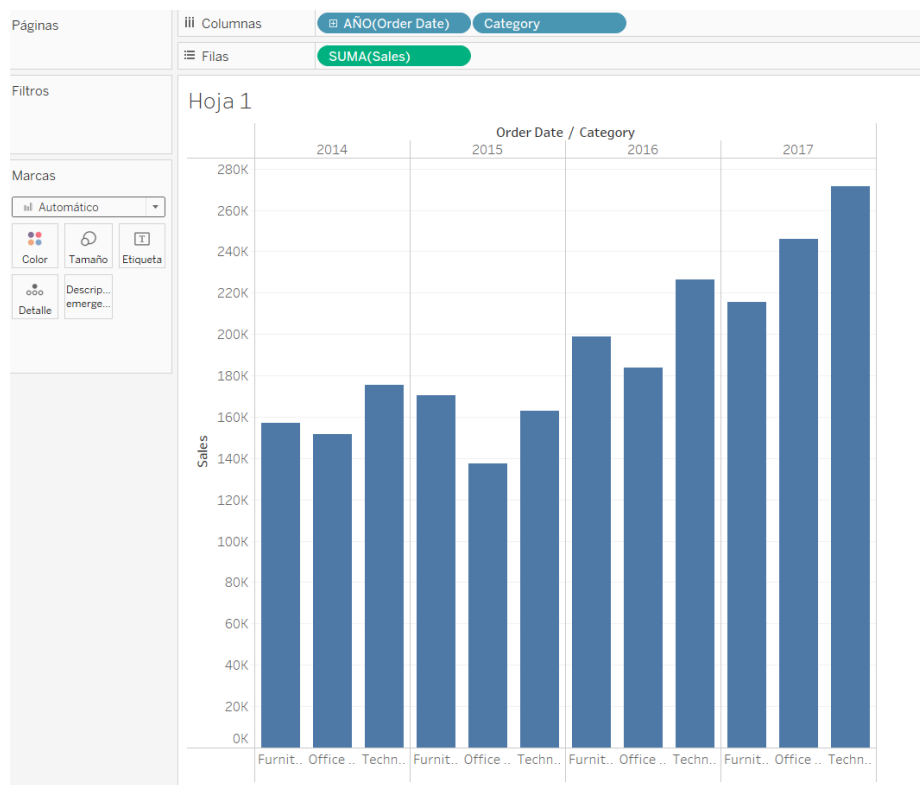 Páginas
Columnas
AÑO(Order Date)
Category
Filas
SUMA(Sales)
Filtros
Marcas
Automático
Color
Tamaño
Etiqueta
Detalle
Descrip...
emerge...
Hoja 1
Order Date / Category
2014
2015
2016
2017
Sales
280K
260K
240K
220K
200K
180K
160K
140K
120K
100K
80K
60K
40K
20K
0K
Furnit.. Office .. Techn.. Furnit.. Office .. Techn.. Furnit.. Office .. Techn.. Furnit.. Office .. Techn..